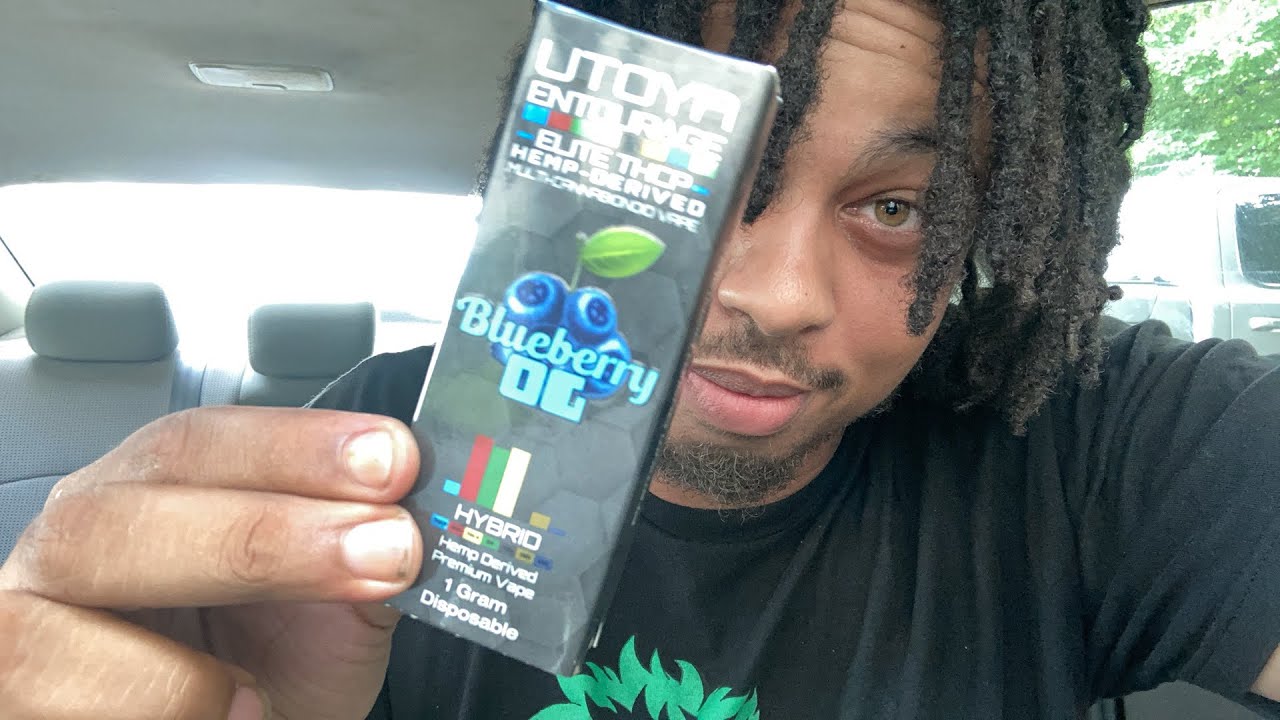 UTOYA
ENTOURAGE
ELITE THCP
HEMP-DERIVED
MULTI-CANNABINOID VAPE
Blueberry
OG
HYBRID
Hemp Derived
Premium Vape
1 Gram
Disposable